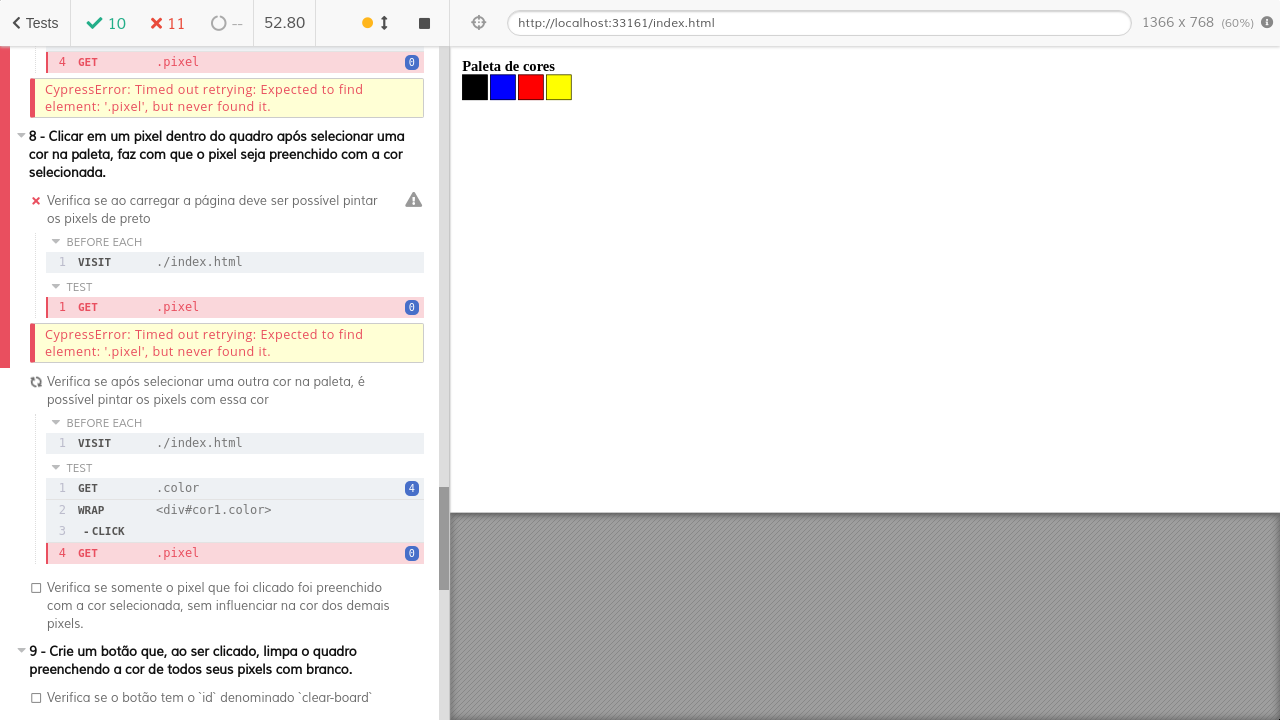 Tests
10
11
--
52.80
http://localhost:33161/index.html
1366 x 768 (60%)
4 GET .pixel 0
CypressError: Timed out retrying: Expected to find
element: '.pixel', but never found it.
8 - Clicar em um pixel dentro do quadro após selecionar uma
cor na paleta, faz com que o pixel seja preenchido com a cor
selecionada.
Verifica se ao carregar a página deve ser possível pintar
os pixels de preto
BEFORE EACH
1 VISIT ./index.html
TEST
1 GET .pixel 0
CypressError: Timed out retrying: Expected to find
element: '.pixel', but never found it.
Verifica se após selecionar uma outra cor na paleta, é
possível pintar os pixels com essa cor
BEFORE EACH
1 VISIT ./index.html
TEST
1 GET .color 4
2 WRAP <div#cor1.color>
3 - CLICK
4 GET .pixel 0
Verifica se somente o pixel que foi clicado foi preenchido
com a cor selecionada, sem influenciar na cor dos demais
pixels.
9 - Crie um botão que, ao ser clicado, limpa o quadro
preenchendo a cor de todos seus pixels com branco.
Verifica se o botão tem o `id` denominado `clear-board`
Paleta de cores